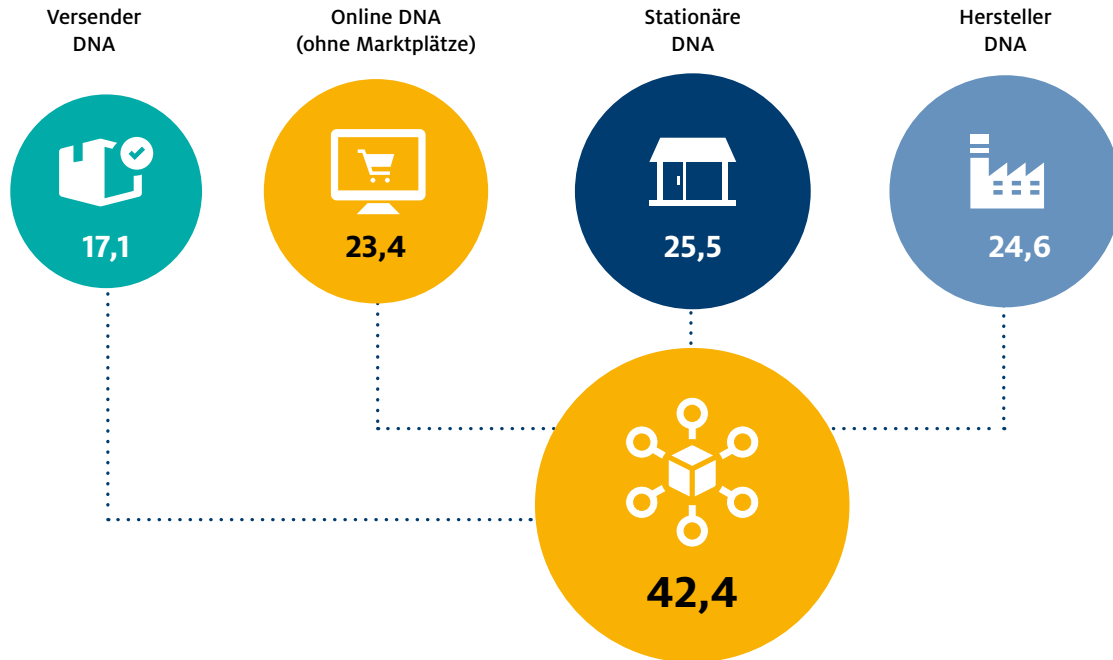 Versender
DNA
Online DNA
(ohne Marktplätze)
Stationäre
DNA
Hersteller
DNA
17,1
23,4
25,5
24,6
42,4